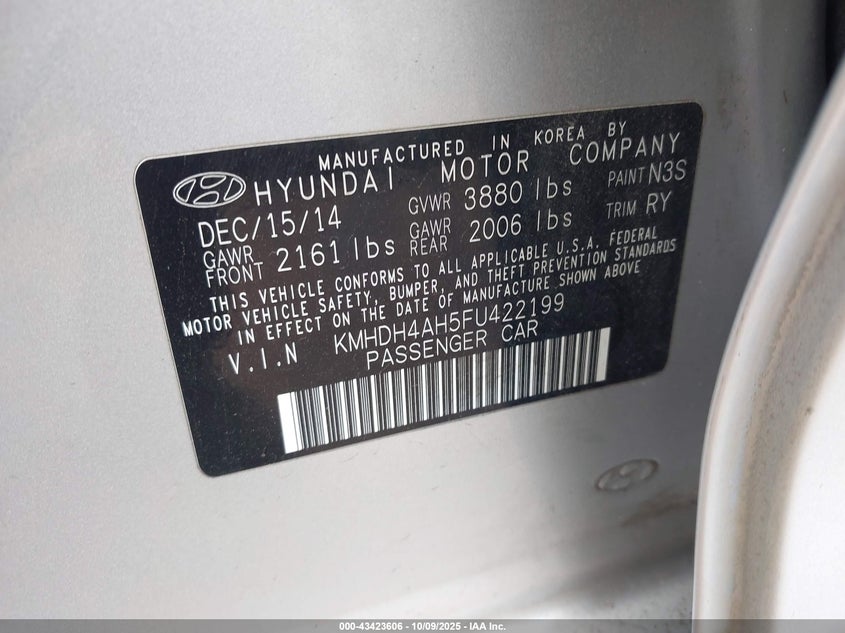 MANUFACTURED IN KOREA BY
HYUNDAI MOTOR COMPANY
DEC/15/14 GVWR 3880 lbs PAINT N3S
GAWR FRONT 2161 lbs GAWR REAR 2006 lbs TRIM RY
THIS VEHICLE CONFORMS TO ALL APPLICABLE U.S.A. FEDERAL
MOTOR VEHICLE SAFETY, BUMPER, AND THEFT PREVENTION STANDARDS
IN EFFECT ON THE DATE OF MANUFACTURE SHOWN ABOVE
V.I.N KMHDH4AH5FU422199
PASSENGER CAR
000-43423606 - 10/09/2025 - IAA Inc.